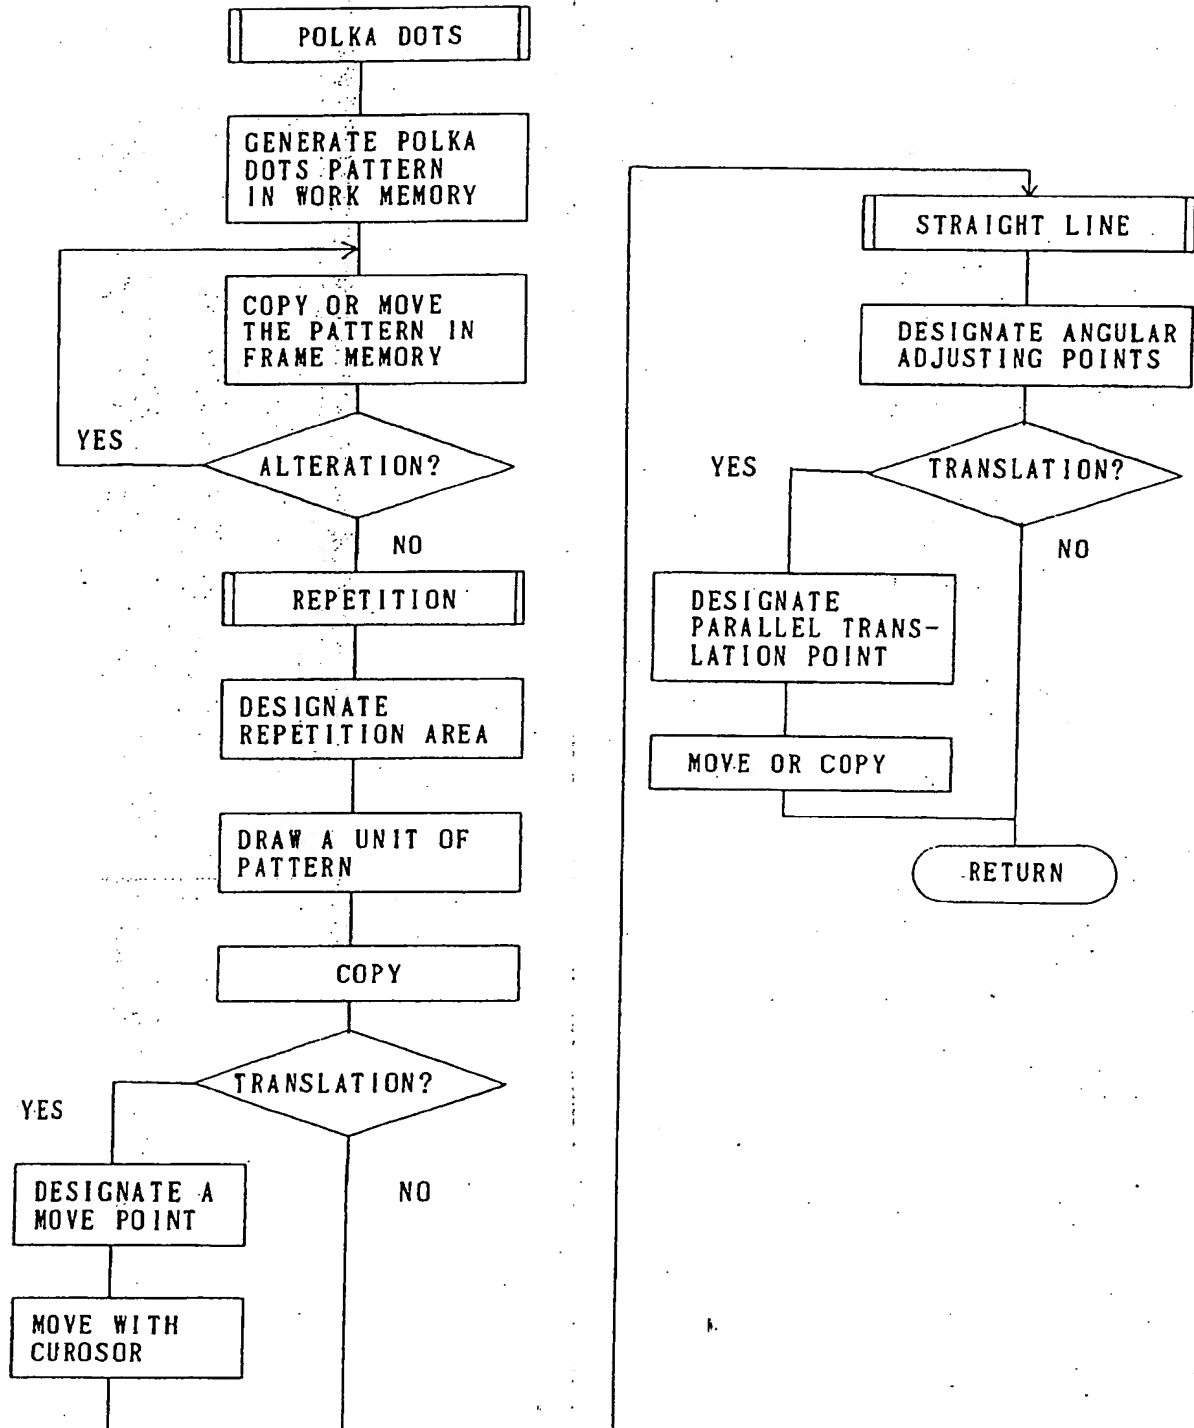 POLKA DOTS
GENERATE POLKA
DOTS PATTERN
IN WORK MEMORY
COPY OR MOVE
THE PATTERN IN
FRAME MEMORY
YES
ALTERATION?
NO
REPETITION
DESIGNATE
REPETITION AREA
DRAW A UNIT OF
PATTERN
COPY
TRANSLATION?
YES
NO
DESIGNATE A
MOVE POINT
MOVE WITH
CUROSOR
STRAIGHT LINE
DESIGNATE ANGULAR
ADJUSTING POINTS
YES
TRANSLATION?
NO
DESIGNATE
PARALLEL TRANS-
LATION POINT
MOVE OR COPY
RETURN